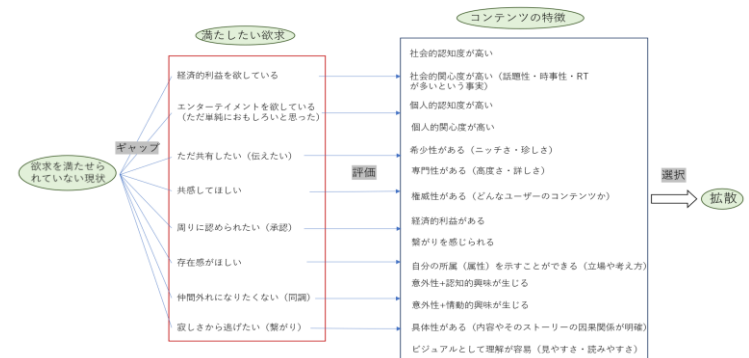 満たしたい欲求
コンテンツの特徴
欲求を満たせら
れていない現状
ギャップ
経済的利益を欲している
エンターテイメントを欲している
（ただ単純におもしろいと思った）
ただ共有したい（伝えたい）
共感してほしい
周りに認められたい（承認）
存在感がほしい
仲間外れになりたくない（同調）
寂しさから逃げたい（繋がり）
評価
社会的認知度が高い
社会的関心度が高い（話題性・時事性・RT
が多いという事実）
個人的認知度が高い
個人的関心度が高い
希少性がある（ニッチさ・珍しさ）
専門性がある（高度さ・詳しさ）
権威性がある（どんなユーザーのコンテンツか）
経済的利益がある
繋がりを感じられる
自分の所属（属性）を示すことができる（立場や考え方）
意外性+認知的興味が生じる
意外性+情動的興味が生じる
具体性がある（内容やそのストーリーの因果関係が明確）
ビジュアルとして理解が容易（見やすさ・読みやすさ）
選択
拡散